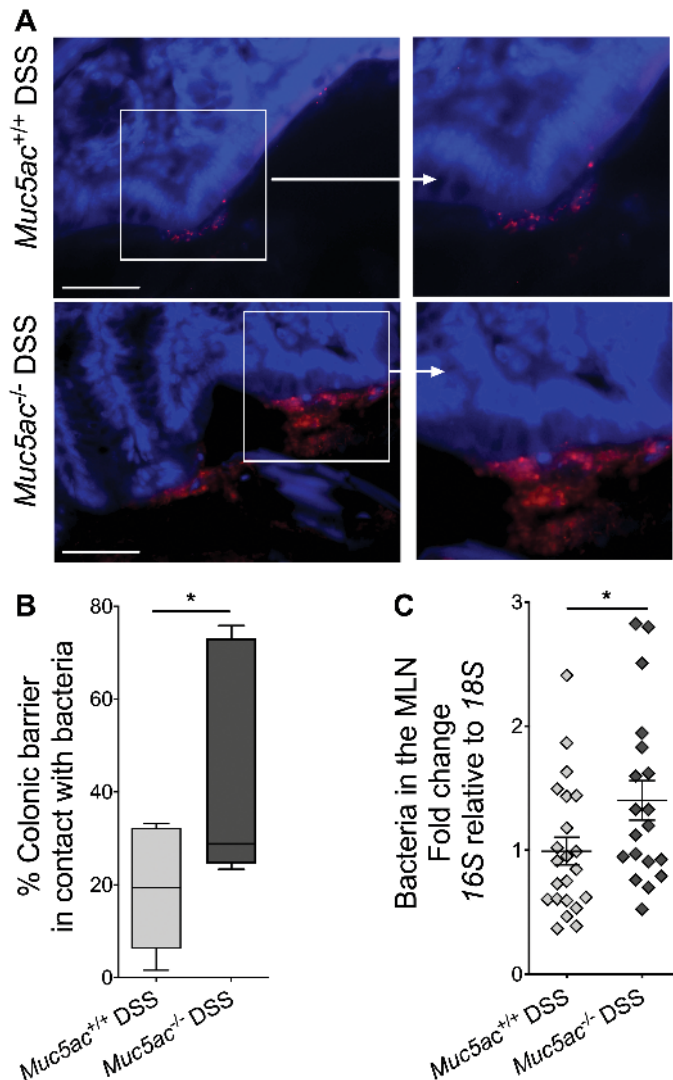 A
Muc5ac+/+ DSS
Muc5ac-/- DSS
B
80
60
40
20
0
% Colonic barrier
in contact with bacteria
*
Muc5ac+/+ DSS
Muc5ac-/- DSS
C
3
2
1
0
Bacteria in the MLN
Fold change
16S relative to 18S
*
Muc5ac+/+ DSS
Muc5ac-/- DSS